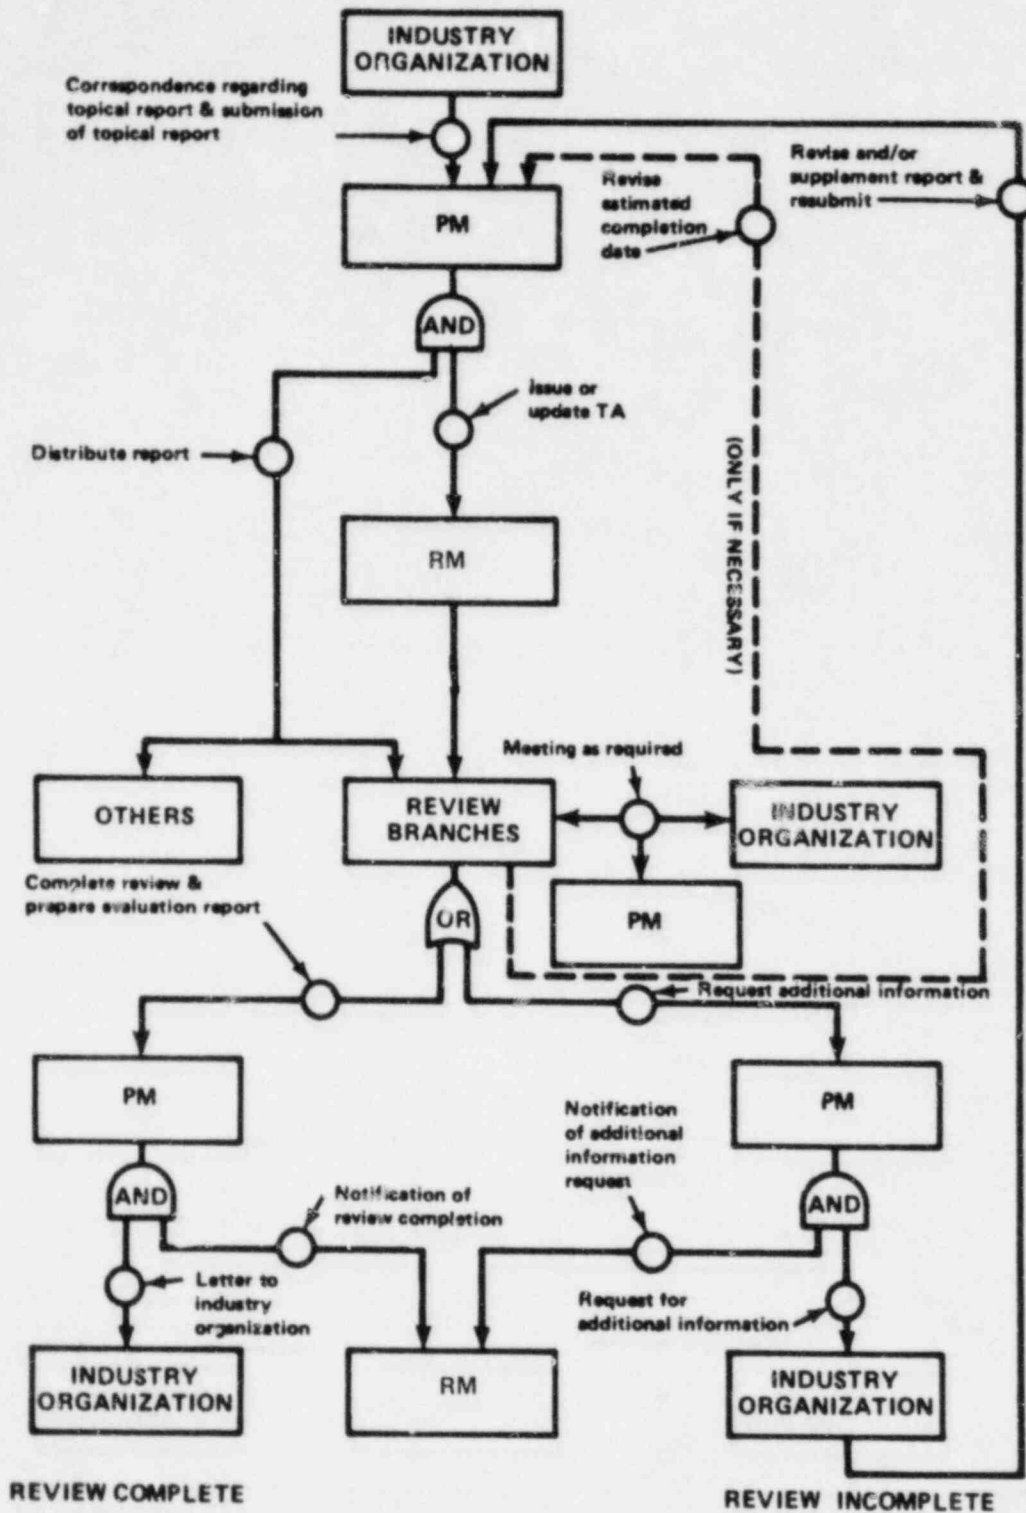 INDUSTRY
ORGANIZATION
Correspondence regarding
topical report & submission
of topical report
Revise and/or
supplement report &
resubmit
Revise
estimated
completion
date
PM
AND
Issue or
update TA
Distribute report
(ONLY IF NECESSARY)
RM
Meeting as required
OTHERS
REVIEW
BRANCHES
INDUSTRY
ORGANIZATION
Complete review &
prepare evaluation report
OR
PM
Request additional information
PM
PM
Notification
of additional
information
request
AND
Notification of
review completion
AND
Letter to
industry
organization
Request for
additional information
INDUSTRY
ORGANIZATION
RM
INDUSTRY
ORGANIZATION
REVIEW COMPLETE
REVIEW INCOMPLETE